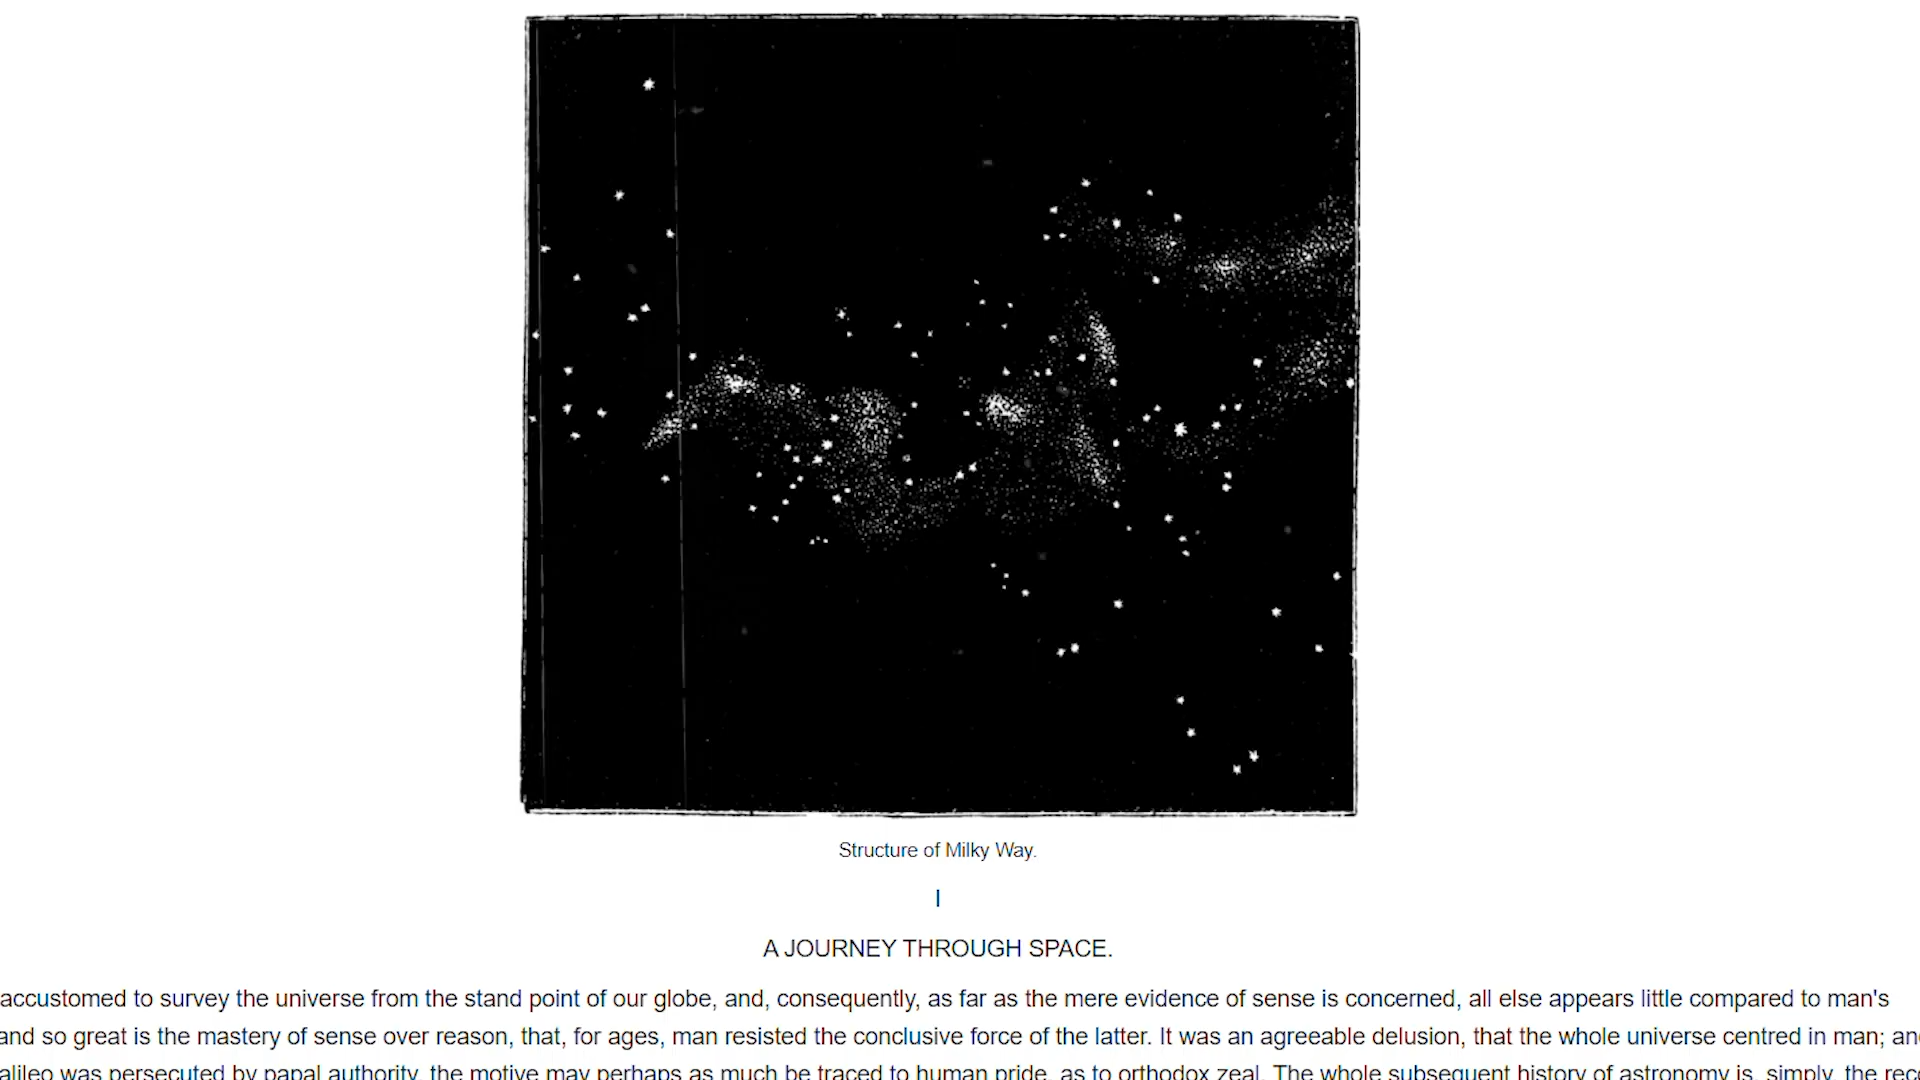 Structure of Milky Way.
I
A JOURNEY THROUGH SPACE.
accustomed to survey the universe from the stand point of our globe, and, consequently, as far as the mere evidence of sense is concerned, all else appears little compared to man's
and so great is the mastery of sense over reason, that, for ages, man resisted the conclusive force of the latter. It was an agreeable delusion, that the whole universe centred in man; an
alileo was persecuted by papal authority, the motive may perhaps as much be traced to human pride, as to orthodox zeal. The whole subsequent history of astronomy is, simply, the reco